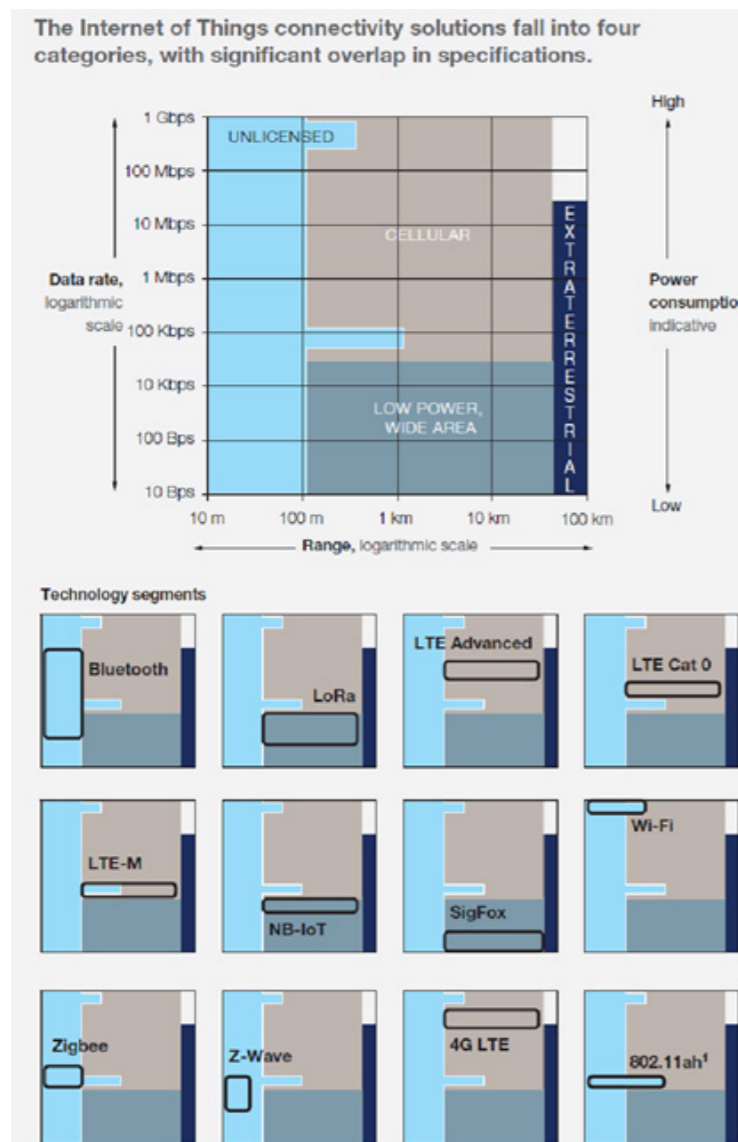 The Internet of Things connectivity solutions fall into four
categories, with significant overlap in specifications.
High
1 Gbps
UNLICENSED
100 Mbps
10 Mbps
CELLULAR
EXTRATERRESTRIAL
Data rate,
logarithmic
scale
1 Mbps
Power
consumptio
indicative
100 Kbps
10 Kbps
LOW POWER,
WIDE AREA
100 Bps
10 Bps
Low
10 m 100 m 1 km 10 km 100 km
Range, logarithmic scale
Technology segments
Bluetooth
LoRa
LTE Advanced
LTE Cat 0
LTE-M
NB-IoT
SigFox
Wi-Fi
Zigbee
Z-Wave
4G LTE
802.11ah¹